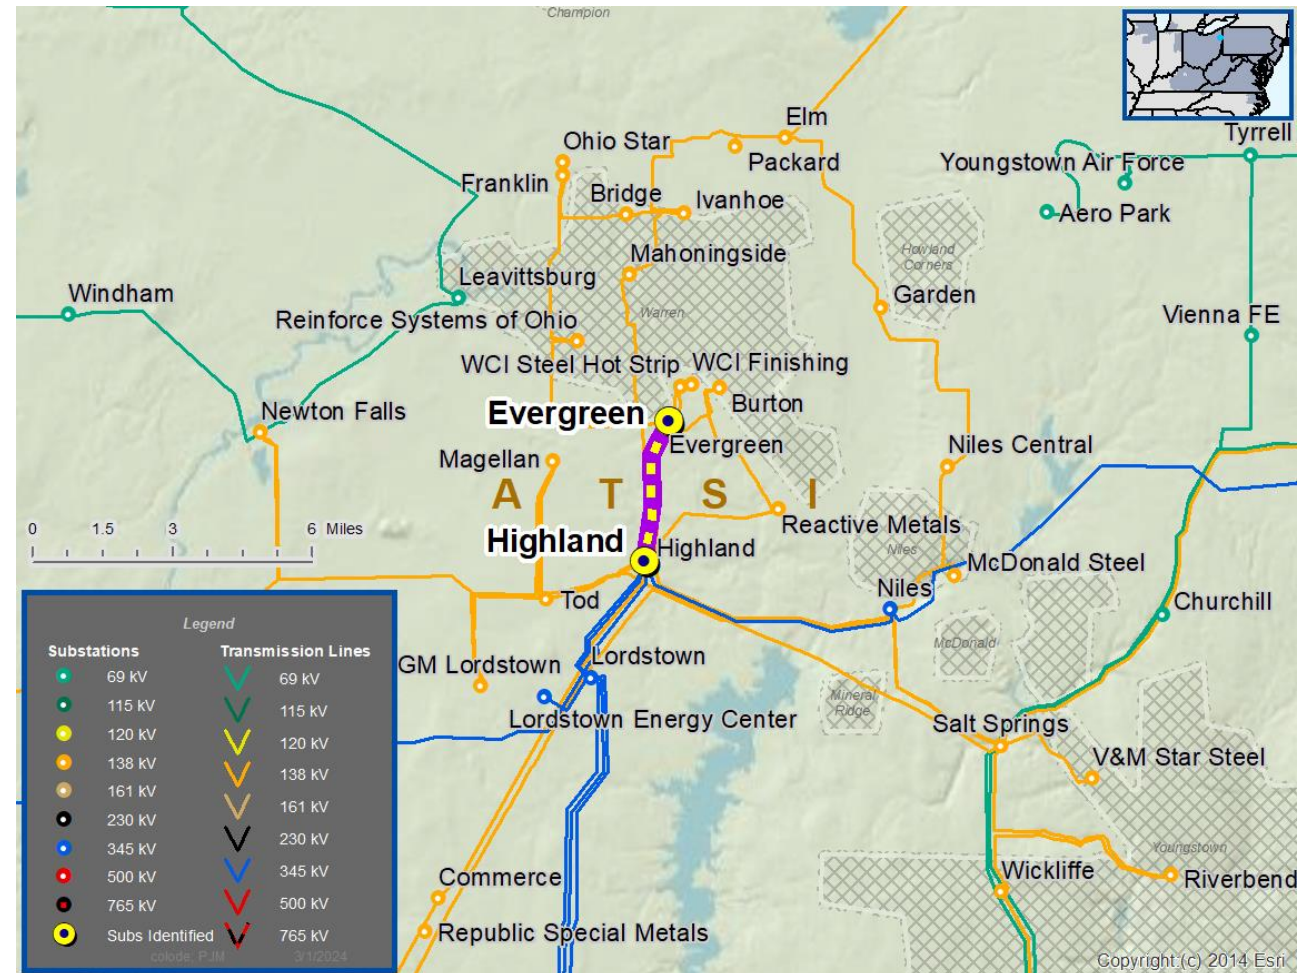 Champion
Elm
Tyrrell
Ohio Star
Packard
Youngstown Air Force
Franklin
Bridge
Ivanhoe
Aero Park
Howland
Corners
Mahoningside
Leavittsburg
Windham
Garden
Reinforce Systems of Ohio
Warren
Vienna FE
WCI Steel Hot Strip
WCI Finishing
Burton
Evergreen
Newton Falls
Evergreen
Niles Central
Magellan
A T S I
Reactive Metals
0 1.5 3 6 Miles
Highland
Highland
Niles
McDonald Steel
Niles
Tod
Churchill
McDonald
Lordstown
GM Lordstown
Mineral
Ridge
Lordstown Energy Center
Salt Springs
V&M Star Steel
Youngstown
Wickliffe
Riverbend
Commerce
Republic Special Metals
Legend
Substations
69 kV
115 kV
120 kV
138 kV
161 kV
230 kV
345 kV
500 kV
765 kV
Subs Identified
Transmission Lines
69 kV
115 kV
120 kV
138 kV
161 kV
230 kV
345 kV
500 kV
765 kV
colode: PJM
3/1/2024
Copyright:(c) 2014 Esri